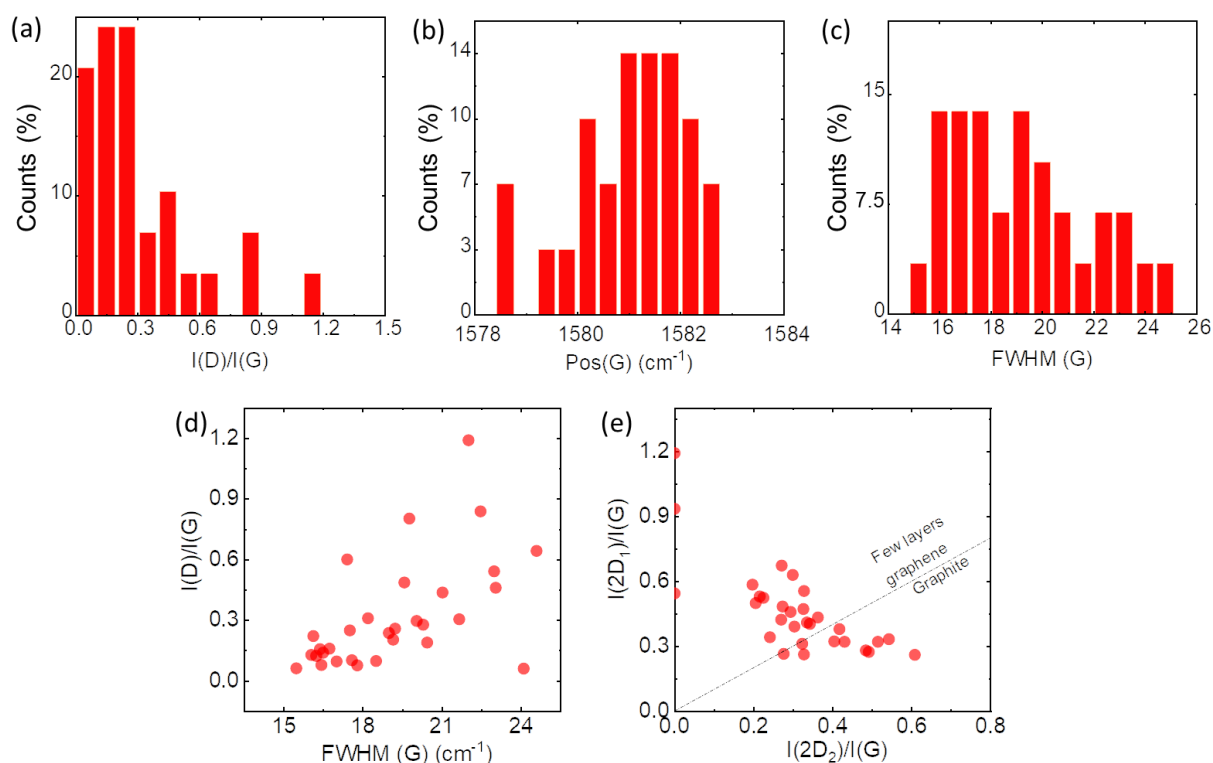 (a)
Counts (%)
20
10
0
0.0 0.3 0.6 0.9 1.2 1.5
I(D)/I(G)
(b)
Counts (%)
14
10
7
3
0
1578 1580 1582 1584
Pos(G) (cm⁻¹)
(c)
Counts (%)
15
7.5
0
14 16 18 20 22 24 26
FWHM (G)
(d)
I(D)/I(G)
1.2
0.9
0.6
0.3
0.0
15 18 21 24
FWHM (G) (cm⁻¹)
(e)
I(2D₁)/I(G)
1.2
0.9
0.6
0.3
0.0
Few layers
graphene
Graphite
0.0 0.2 0.4 0.6 0.8
I(2D₂)/I(G)